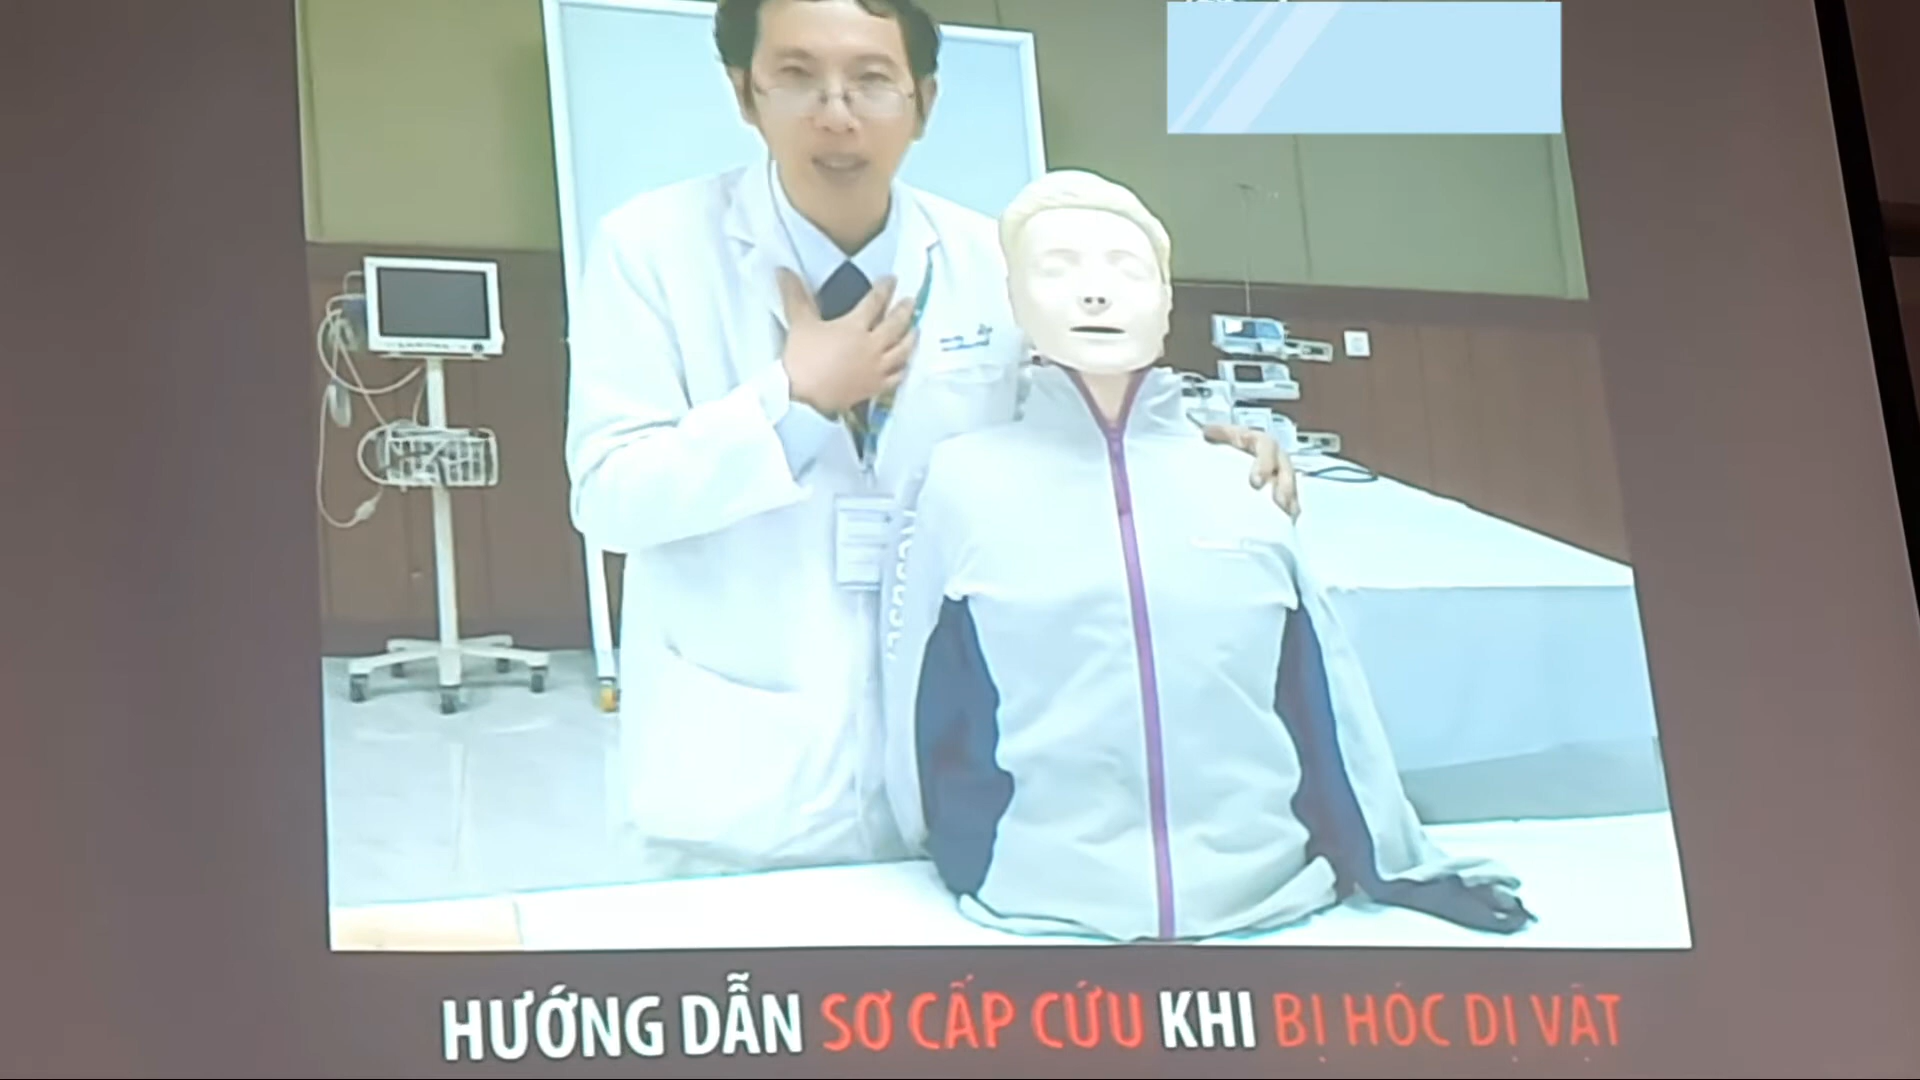 HƯỚNG DẪN SƠ CẤP CỨU KHI BỊ HÓC DỊ VẬT